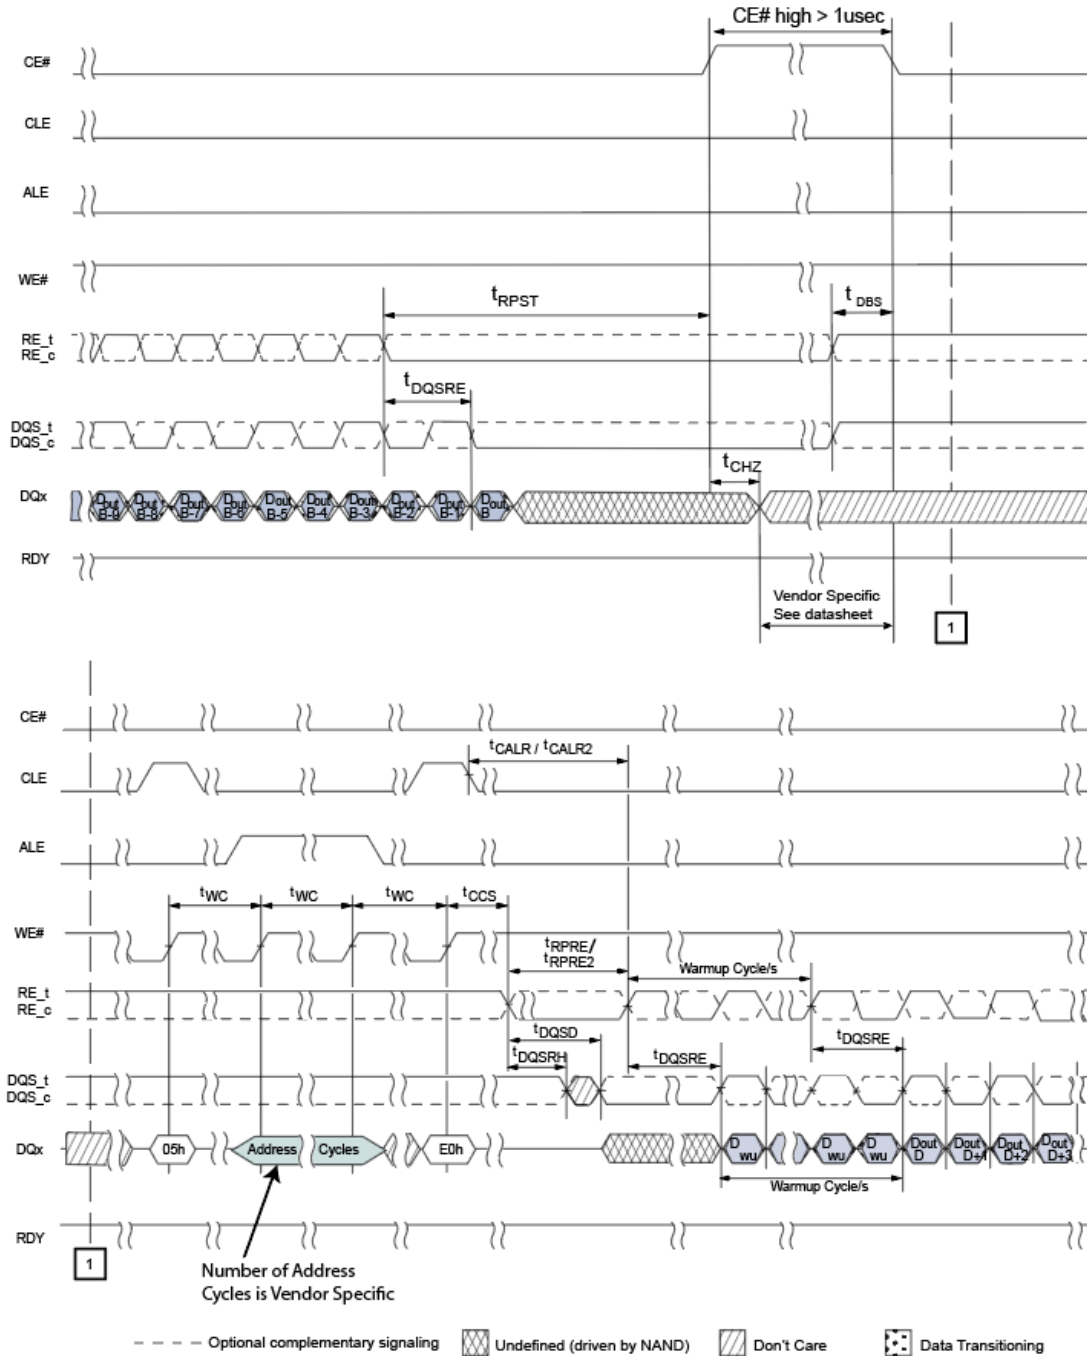 CE# high > 1usec
CE#
CLE
ALE
WE#
tRPST
tDBS
RE_t
RE_c
tDQSRE
DQS_t
DQS_c
tCHZ
DQx
Dout B-9 Dout B-8 Dout B-7 Dout B-6 Dout B-5 Dout B-4 Dout B-3 Dout B-2 Dout B-1 Dout B
RDY
Vendor Specific
See datasheet
1
CE#
tCALR / tCALR2
CLE
ALE
tWC tWC tWC tCCS
WE#
tRPRE/
tRPRE2
Warmup Cycle/s
RE_t
RE_c
tDQSD
tDQSRE
tDQSRH
tDQSRE
DQS_t
DQS_c
DQx
05h Address Cycles E0h D wu D wu D wu Dout D Dout D+1 Dout D+2 Dout D+3
Warmup Cycle/s
RDY
1
Number of Address
Cycles is Vendor Specific
Optional complementary signaling Undefined (driven by NAND) Don't Care Data Transitioning